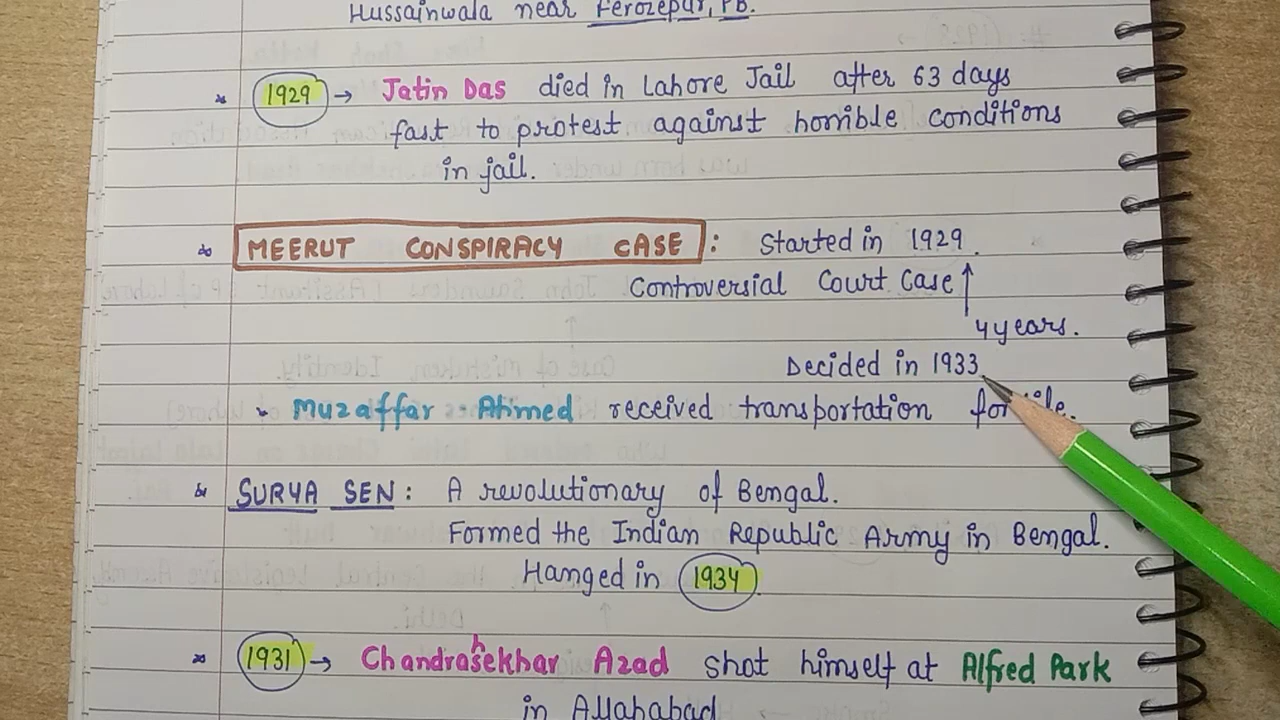 Hussainwala near Ferozepur, PB.
1929 → Jatin Das died in Lahore Jail after 63 days
fast to protest against horrible conditions
in jail.
MEERUT CONSPIRACY CASE : Started in 1929.
Controversial Court Case
4 years.
Decided in 1933
Muzaffar Ahmed received transportation for
SURYA SEN : A revolutionary of Bengal.
Formed the Indian Republic Army in Bengal.
Hanged in 1934
1931 → Chandrashekhar Azad shot himself at Alfred Park
in Allahabad